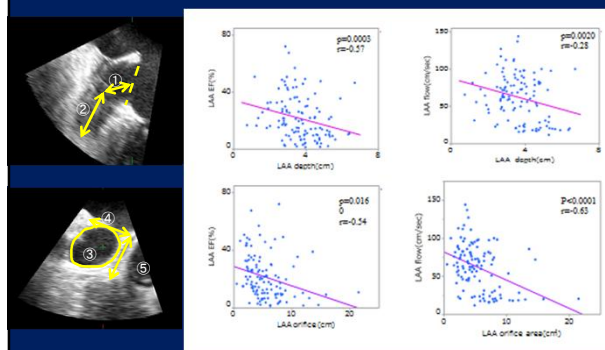 ①
②
④
③
⑤
p=0.0003
r=-0.57
LAA EF(%)
80
40
0
0
4
8
LAA depth(cm)
p=0.0020
r=-0.28
LAA flow(cm/sec)
150
100
50
0
0
4
8
LAA depth(cm)
p=0.016
0
r=-0.54
LAA EF(%)
80
40
0
0
10
20
LAA orifice (cm)
P<0.0001
r=-0.63
LAA flow(cm/sec)
150
100
50
0
0
10
20
LAA orifice area(cm²)